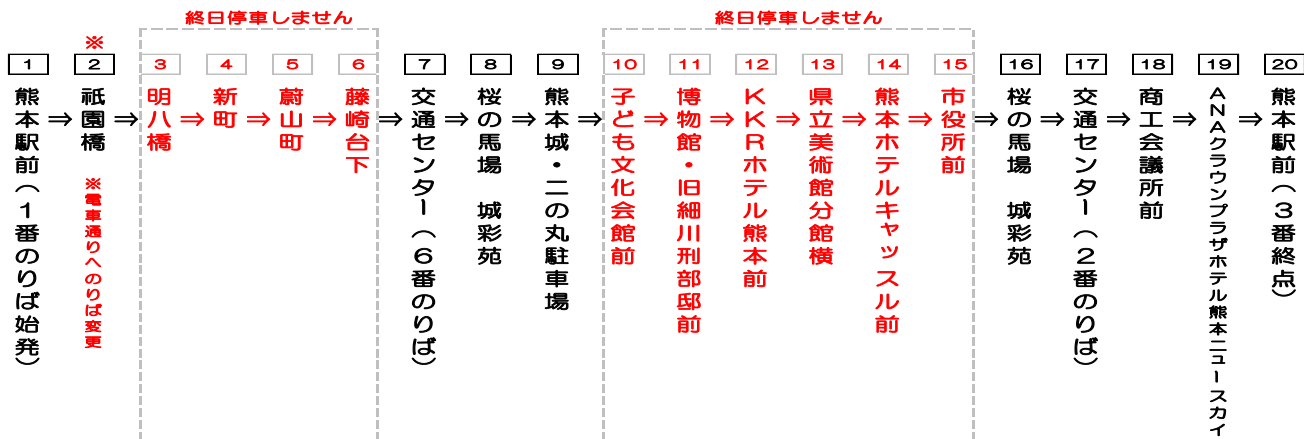 終日停車しません
終日停車しません
※
1
2
3
4
5
6
7
8
9
10
11
12
13
14
15
16
17
18
19
20
熊本駅前(1番のりば始発)
⇒
祇園橋
※電車通りへのりば変更
⇒
明八橋
⇒
新町
⇒
蔚山町
⇒
藤崎台下
⇒
交通センター(6番のりば)
⇒
桜の馬場 城彩苑
⇒
熊本城・二の丸駐車場
⇒
子ども文化会館前
⇒
博物館・旧細川刑部邸前
⇒
KKRホテル熊本前
⇒
県立美術館分館横
⇒
熊本ホテルキャッスル前
⇒
市役所前
⇒
桜の馬場 城彩苑
⇒
交通センター(2番のりば)
⇒
商工会議所前
⇒
ANAクラウンプラザホテル熊本ニュースカイ
⇒
熊本駅前(3番終点)